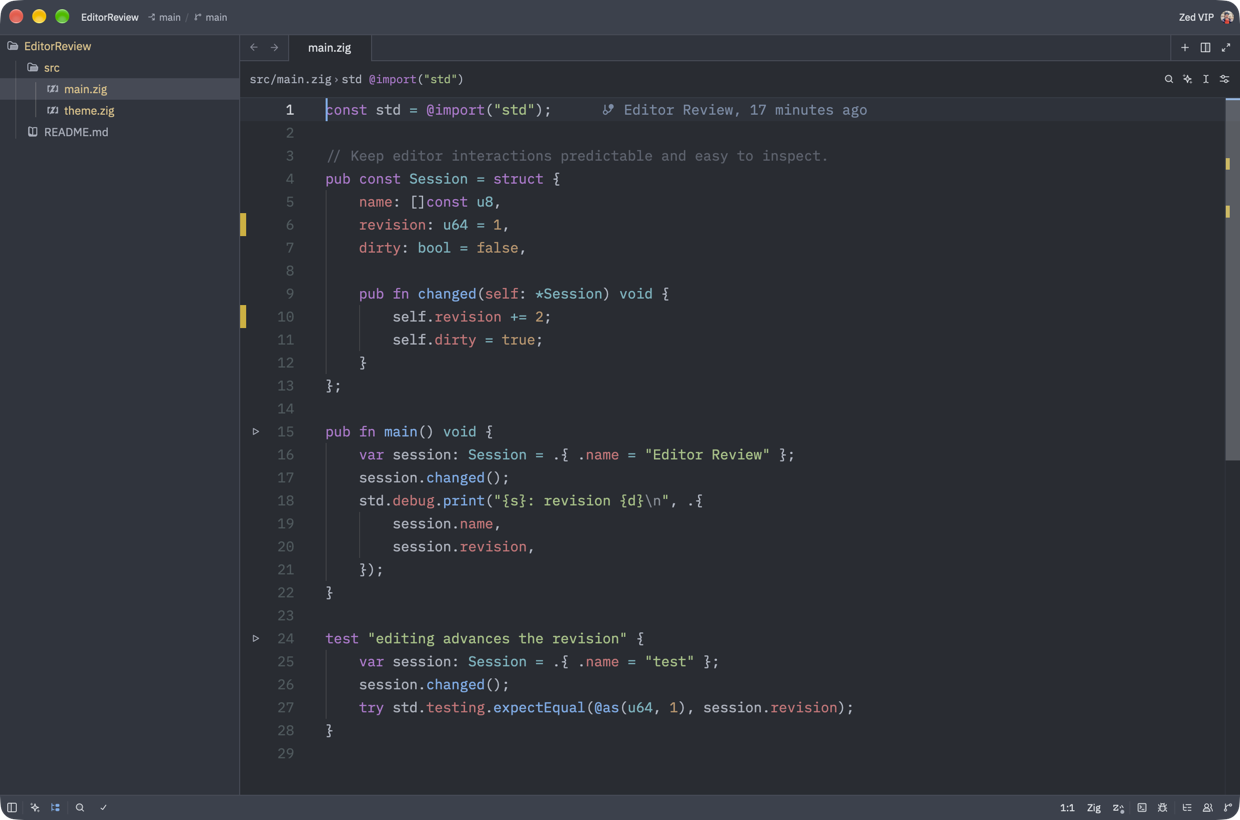 EditorReview main / main
Zed VIP
EditorReview
src
main.zig
theme.zig
README.md
main.zig
src/main.zig › std @import("std")
1 const std = @import("std"); Editor Review, 17 minutes ago
2
3 // Keep editor interactions predictable and easy to inspect.
4 pub const Session = struct {
5 name: []const u8,
6 revision: u64 = 1,
7 dirty: bool = false,
8
9 pub fn changed(self: *Session) void {
10 self.revision += 2;
11 self.dirty = true;
12 }
13 };
14
15 pub fn main() void {
16 var session: Session = .{ .name = "Editor Review" };
17 session.changed();
18 std.debug.print("{s}: revision {d}\n", .{
19 session.name,
20 session.revision,
21 });
22 }
23
24 test "editing advances the revision" {
25 var session: Session = .{ .name = "test" };
26 session.changed();
27 try std.testing.expectEqual(@as(u64, 1), session.revision);
28 }
29
1:1 Zig